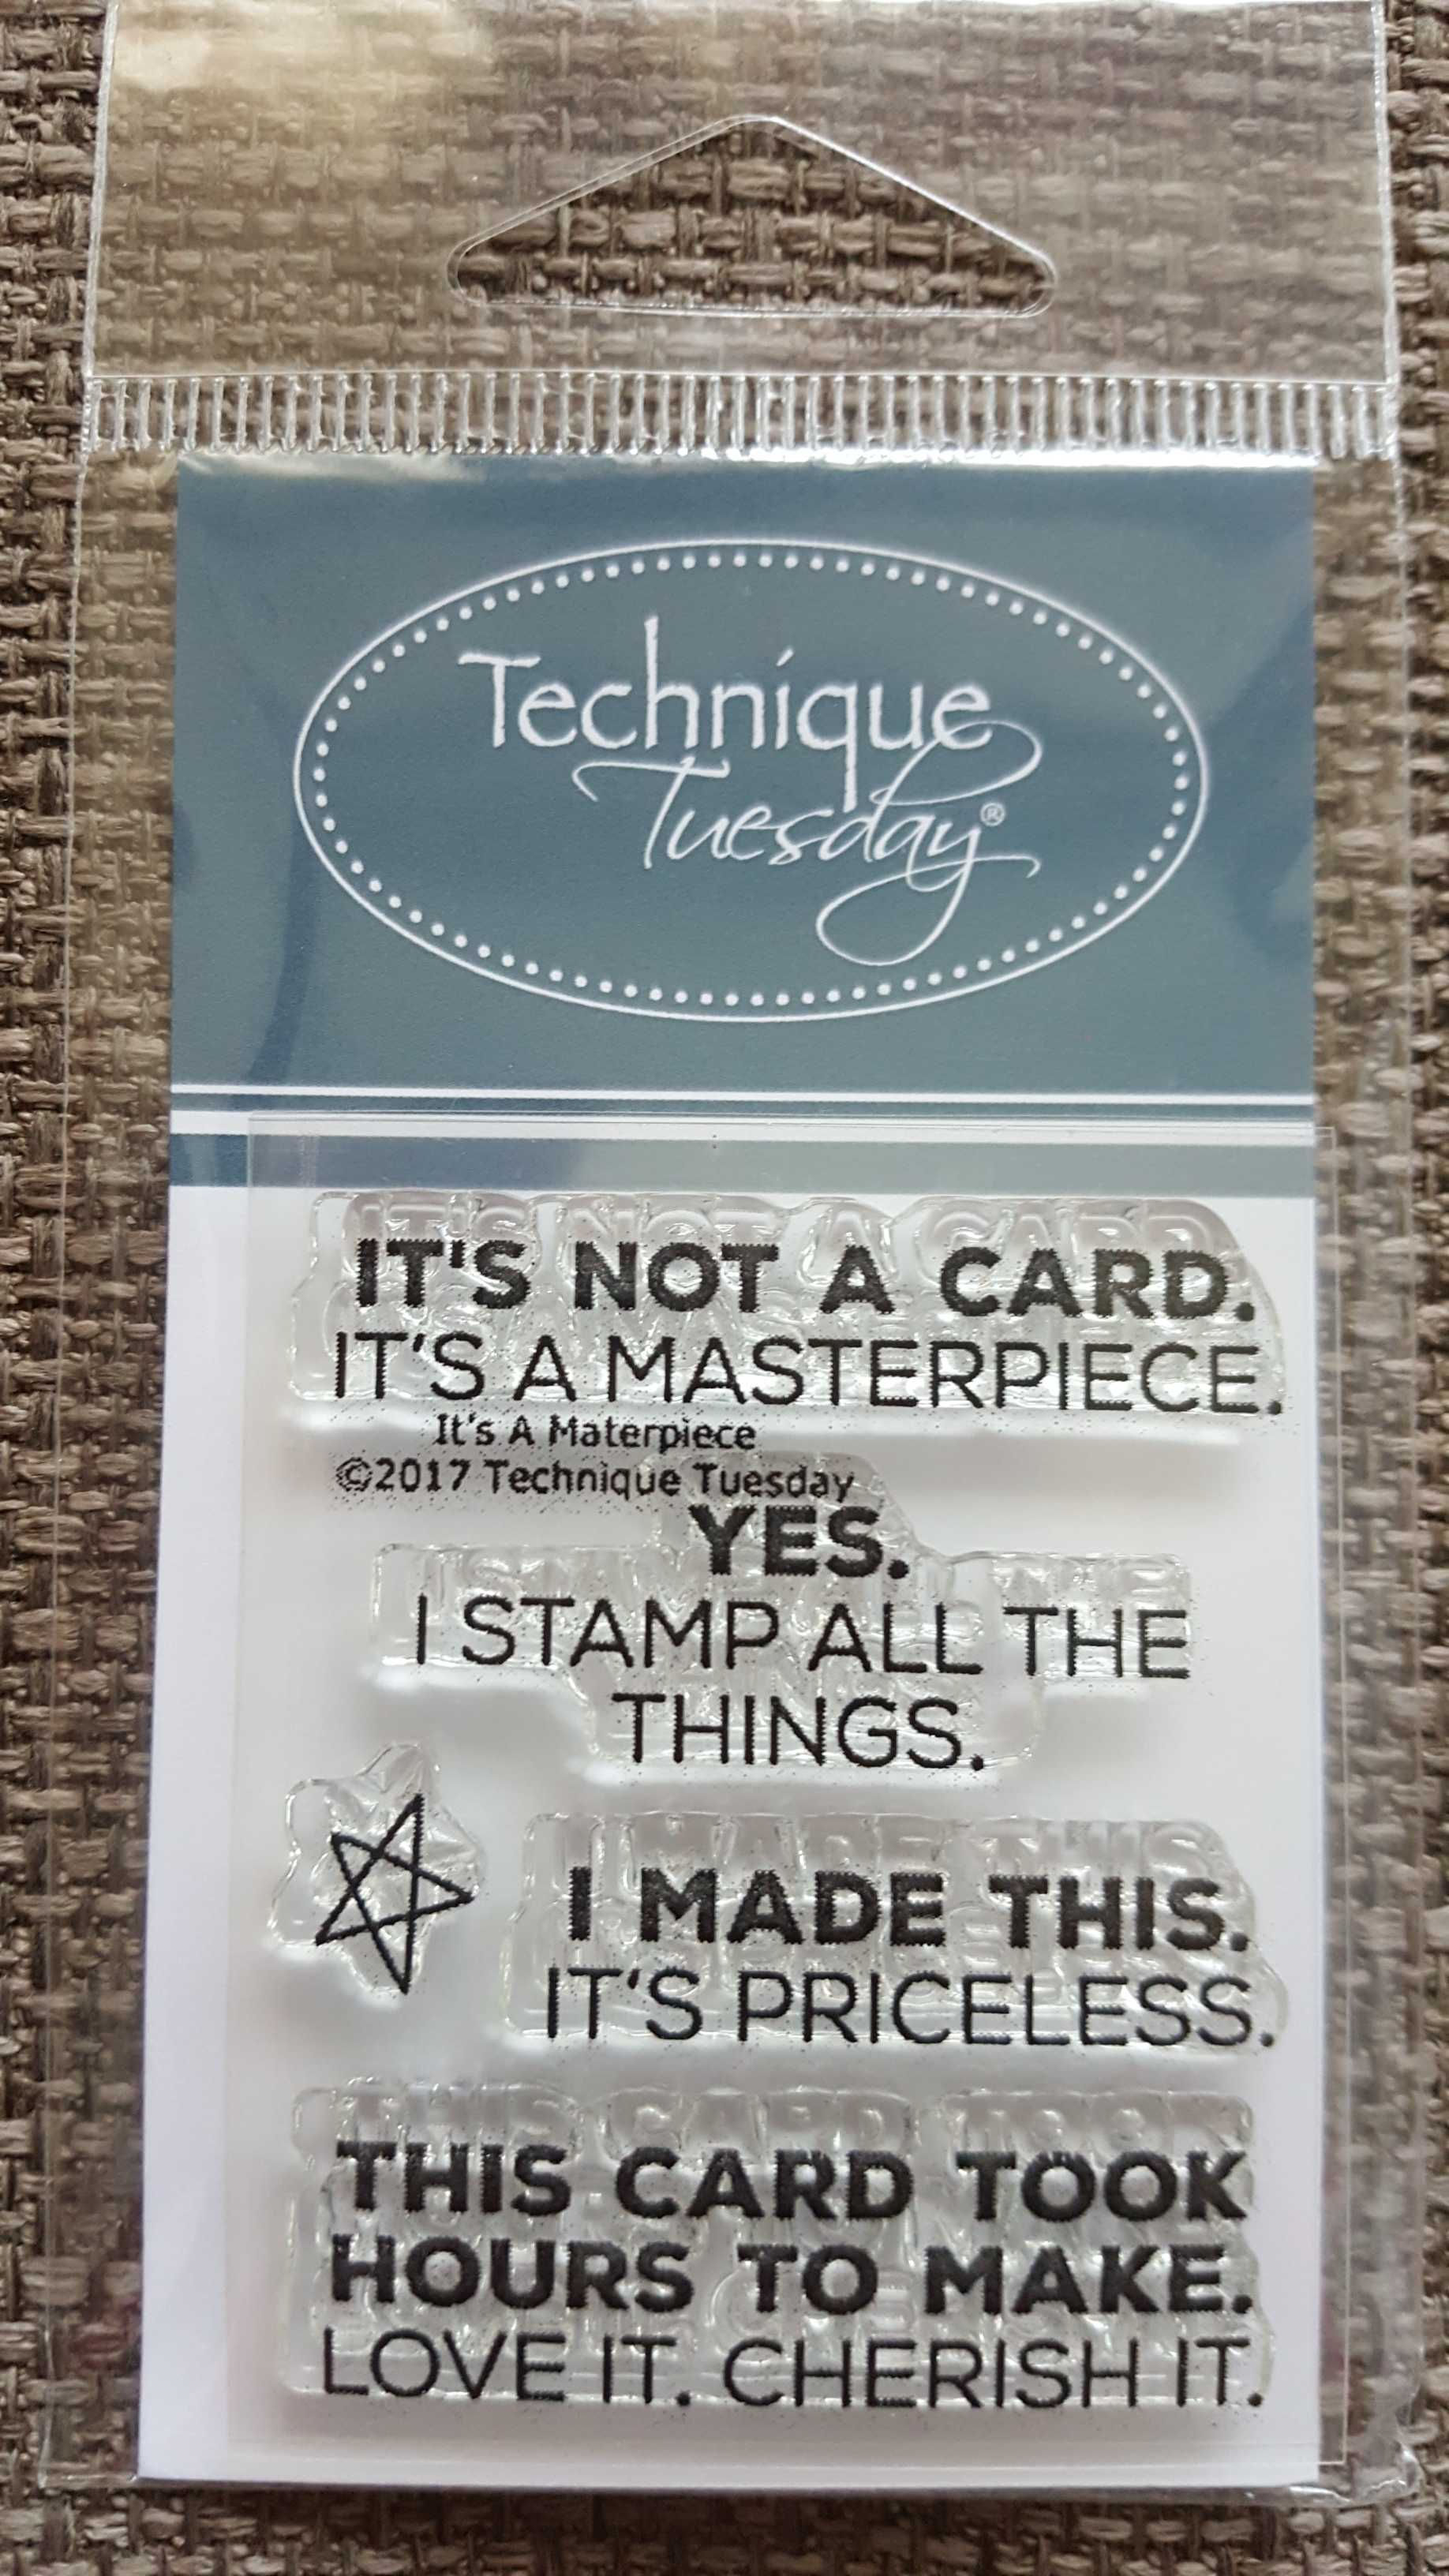 Technique
Tuesday®
IT'S NOT A CARD.
IT'S A MASTERPIECE.
It's A Materpiece
©2017 Technique Tuesday
YES.
I STAMP ALL THE
THINGS.
I MADE THIS.
IT'S PRICELESS.
THIS CARD TOOK
HOURS TO MAKE.
LOVE IT. CHERISH IT.